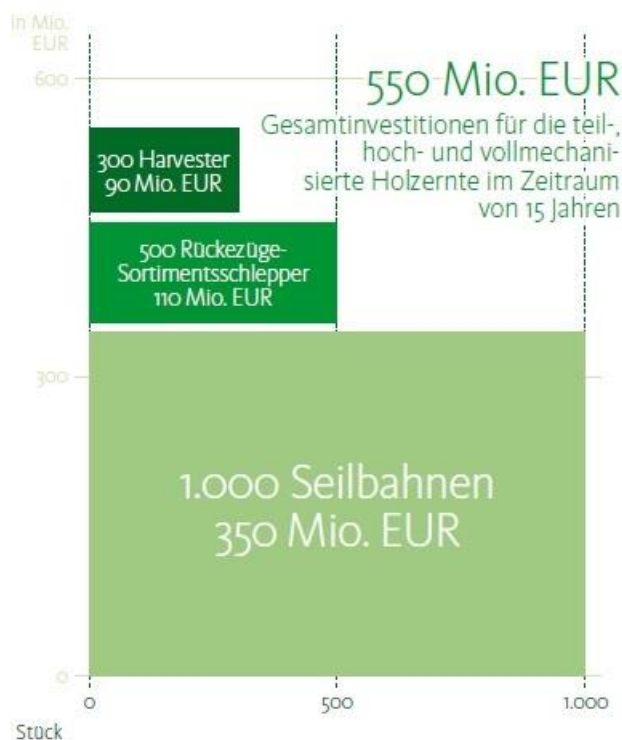 in Mio.
EUR
600
550 Mio. EUR
Gesamtinvestitionen für die teil-,
hoch- und vollmechani-
sierte Holzernte im Zeitraum
von 15 Jahren
300 Harvester
90 Mio. EUR
500 Rückezüge-
Sortimentsschlepper
110 Mio. EUR
300
1.000 Seilbahnen
350 Mio. EUR
0
0
500
1.000
Stück